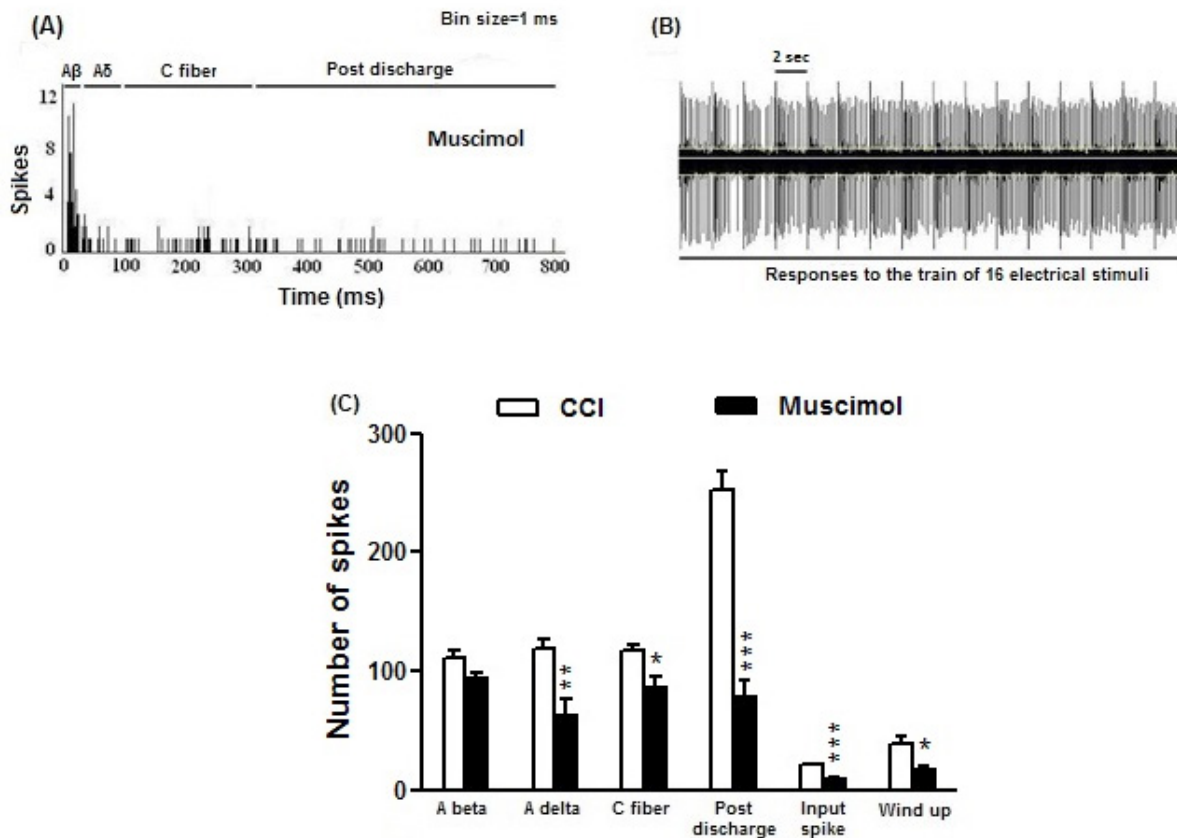 (A)
Bin size=1 ms
Aβ Aδ C fiber Post discharge
12
8
4
0
Spikes
Muscimol
0 100 200 300 400 500 600 700 800
Time (ms)
(B)
2 sec
Responses to the train of 16 electrical stimuli
(C)
CCI Muscimol
300
200
100
0
Number of spikes
**
*
***
***
*
A beta A delta C fiber Post discharge Input spike Wind up